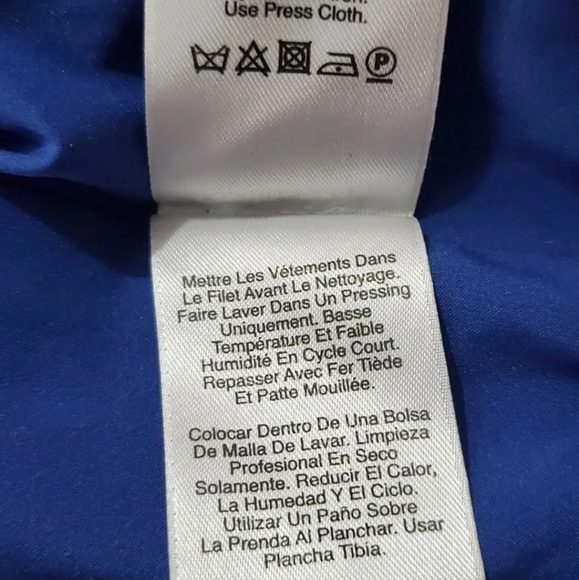 Use Press Cloth.
P
Mettre Les Vétements Dans
Le Filet Avant Le Nettoyage.
Faire Laver Dans Un Pressing
Uniquement. Basse
Température Et Faible
Humidité En Cycle Court.
Repasser Avec Fer Tiède
Et Patte Mouillée.
Colocar Dentro De Una Bolsa
De Malla De Lavar. Limpieza
Profesional En Seco
Solamente. Reducir El Calor,
La Humedad Y El Ciclo.
Utilizar Un Paño Sobre
La Prenda Al Planchar. Usar
Plancha Tibia.